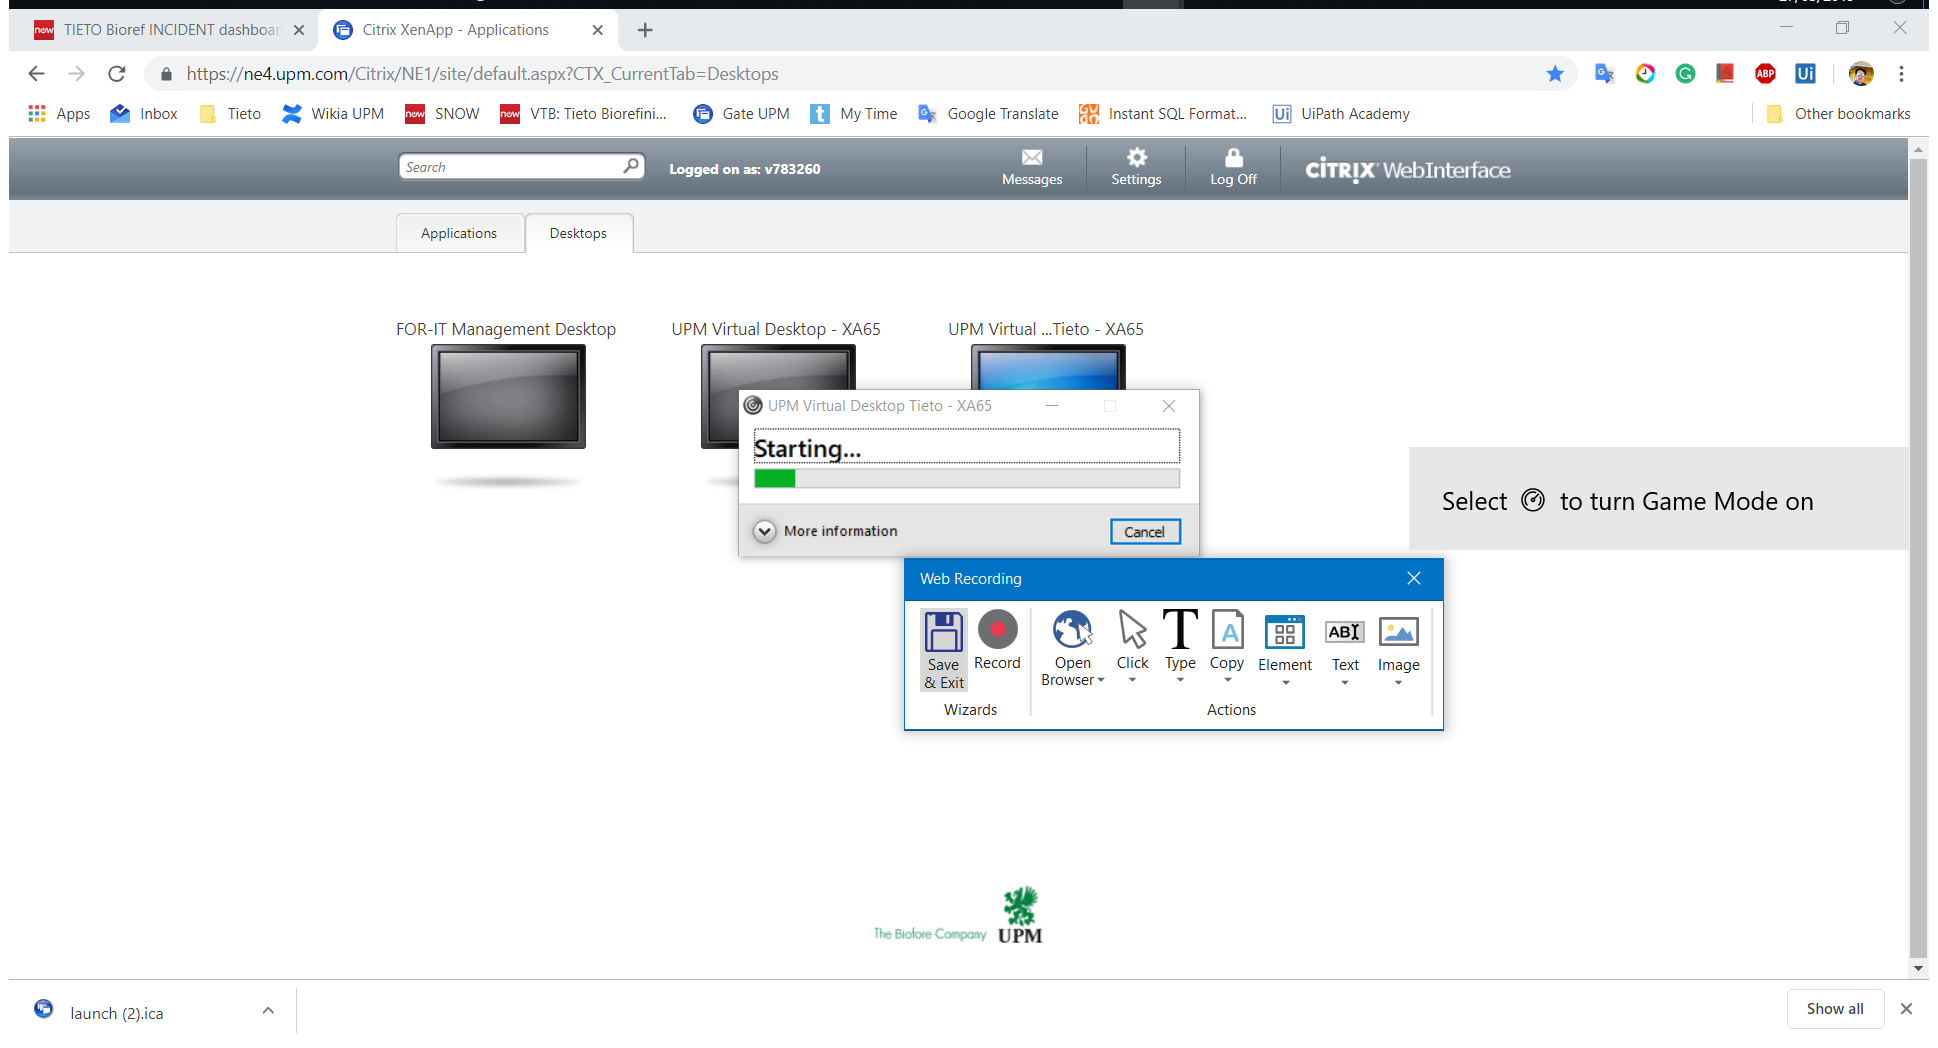 TIETO Bioref INCIDENT dashboar
Citrix XenApp - Applications
https://ne4.upm.com/Citrix/NE1/site/default.aspx?CTX_CurrentTab=Desktops
Apps Inbox Tieto Wikia UPM now SNOW now VTB: Tieto Biorefini... Gate UPM t My Time Google Translate Instant SQL Format... Ui UiPath Academy Other bookmarks
Search
Logged on as: v783260
Messages Settings Log Off
CITRIX WebInterface
Applications Desktops
FOR-IT Management Desktop UPM Virtual Desktop - XA65 UPM Virtual ...Tieto - XA65
UPM Virtual Desktop Tieto - XA65
Starting...
More information Cancel
Select to turn Game Mode on
Web Recording
Save & Exit
Record
Open Browser
Click
Type
Copy
Element
Text
Image
Wizards Actions
The Biofore Company UPM
launch (2).ica
Show all